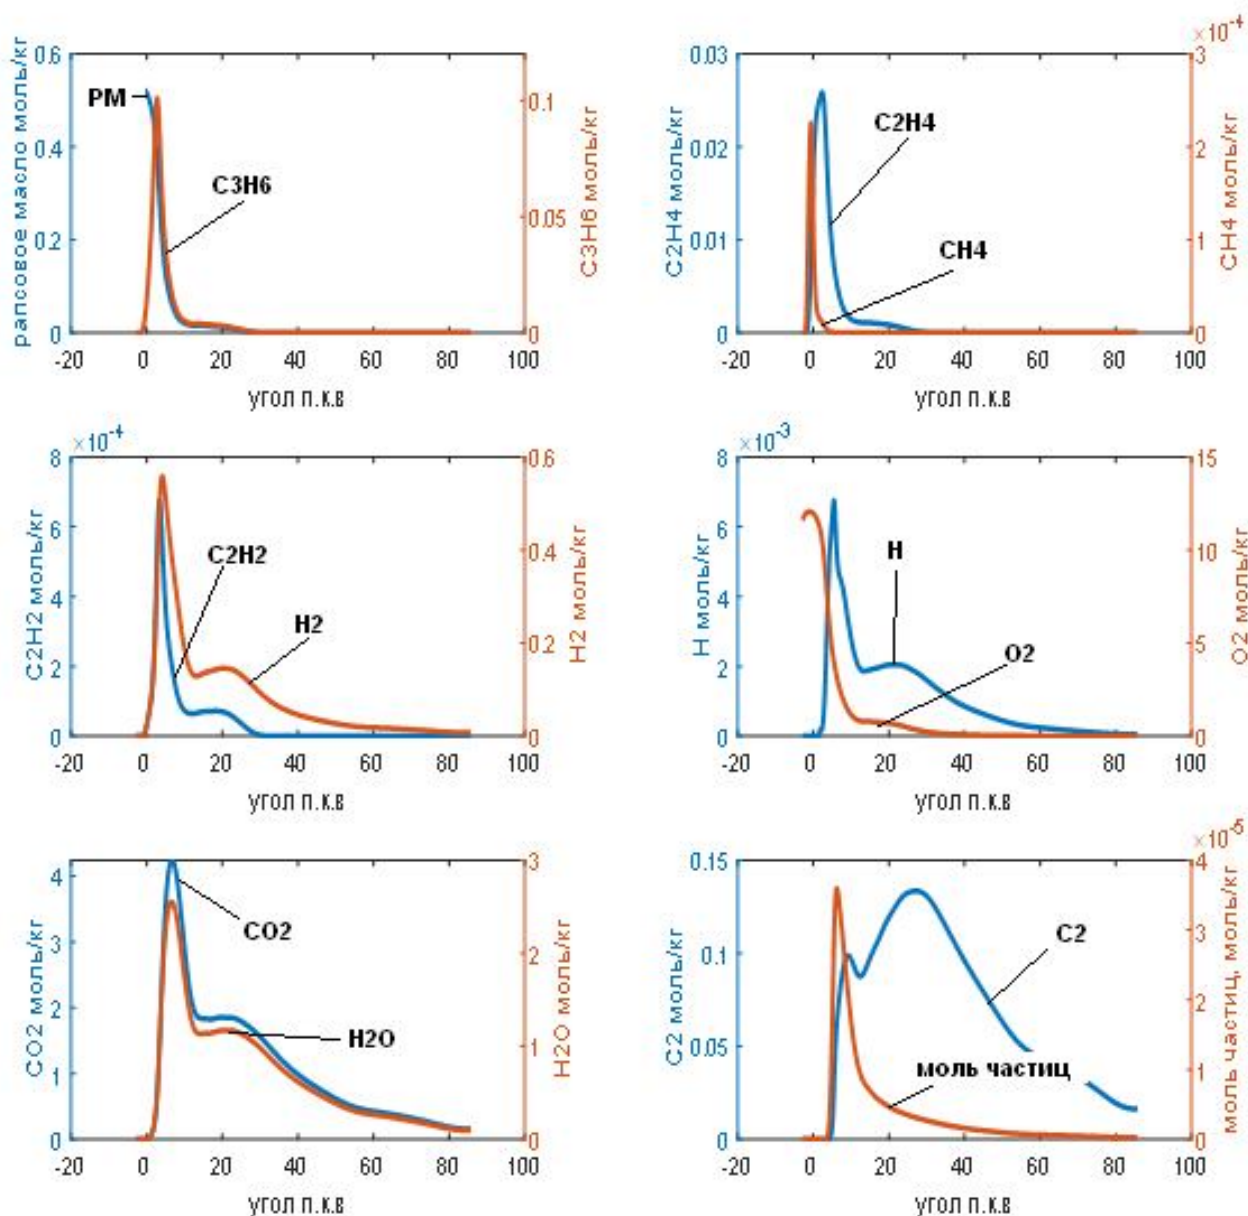 рапсовое масло моль/кг
0.6
0.4
0.2
0
PM
C3H6
0.1
0.05
0
C3H6 моль/кг
-20 0 20 40 60 80 100
угол п.к.в
C2H4 моль/кг
0.03
0.02
0.01
0
C2H4
CH4
×10-4
3
2
1
0
CH4 моль/кг
-20 0 20 40 60 80 100
угол п.к.в
×10-4
C2H2 моль/кг
8
6
4
2
0
C2H2
H2
0.6
0.4
0.2
0
H2 моль/кг
-20 0 20 40 60 80 100
угол п.к.в
×10-3
H моль/кг
8
6
4
2
0
H
O2
15
10
5
0
O2 моль/кг
-20 0 20 40 60 80 100
угол п.к.в
CO2 моль/кг
4
3
2
1
0
CO2
H2O
3
2
1
0
H2O моль/кг
-20 0 20 40 60 80 100
угол п.к.в
C2 моль/кг
0.15
0.1
0.05
0
C2
моль частиц
×10-5
4
3
2
1
0
моль частиц, моль/кг
-20 0 20 40 60 80 100
угол п.к.в